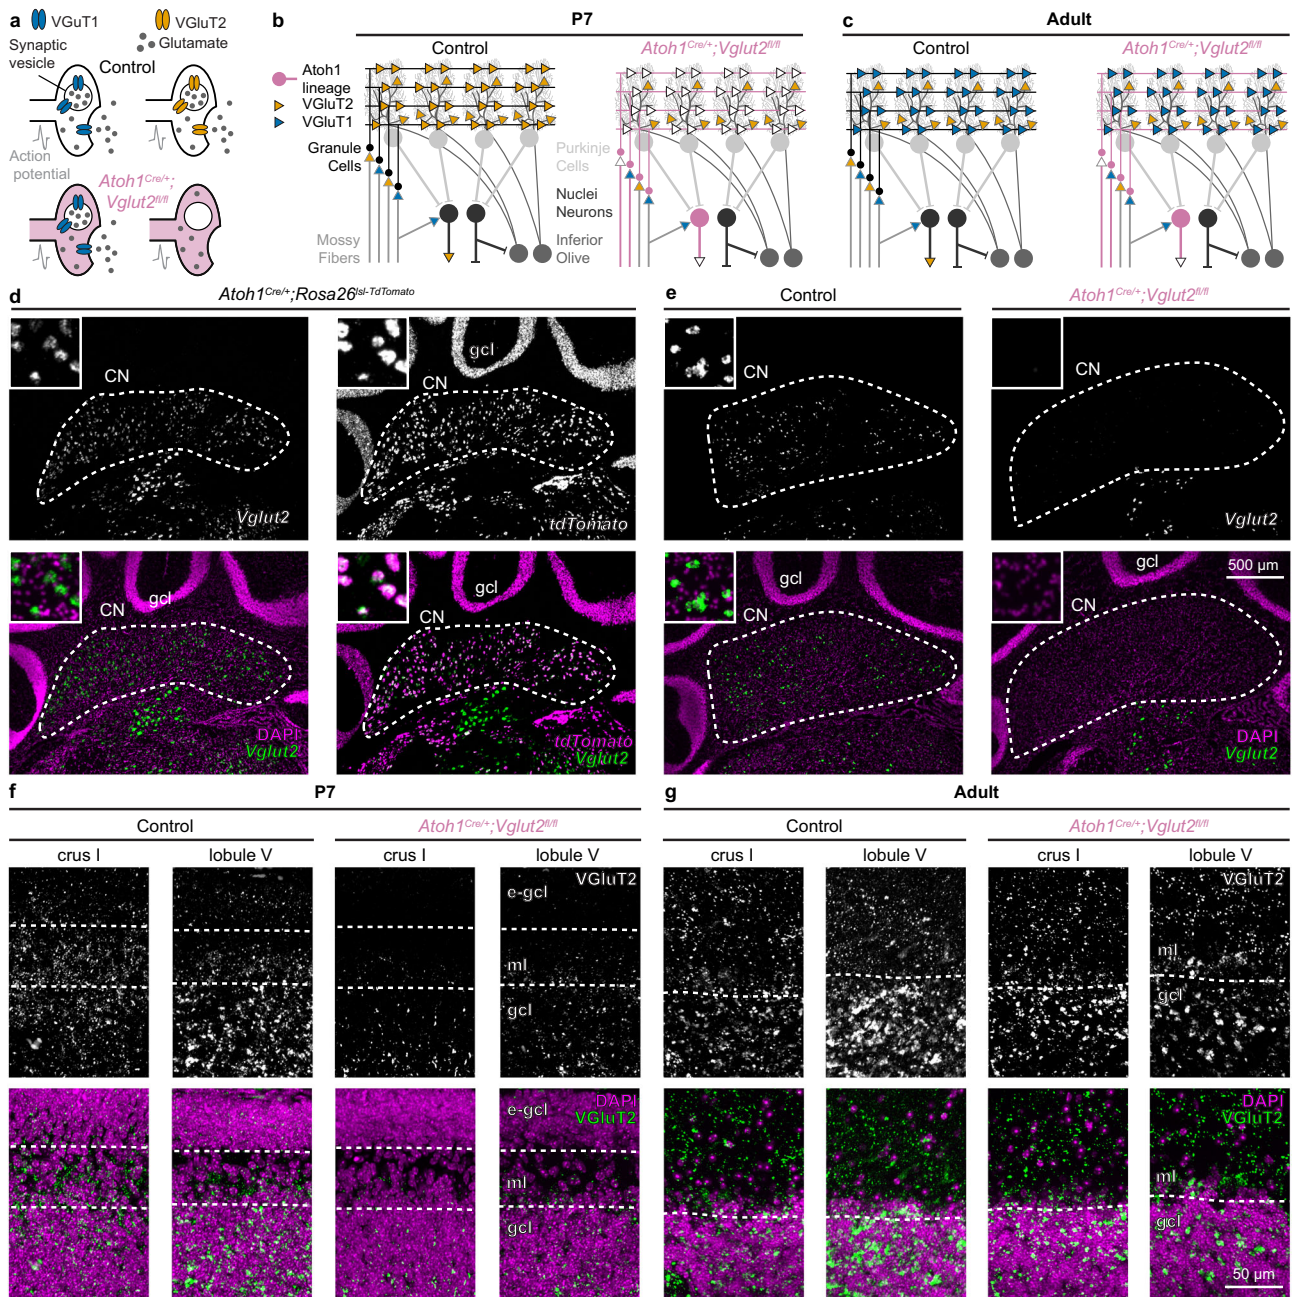 a
VGuT1
VGluT2
Glutamate
Synaptic
vesicle
Control
Action
potential
Atoh1Cre/+;
Vglut2fl/fl
b
P7
Control
Atoh1Cre/+;Vglut2fl/fl
Atoh1
lineage
VGluT2
VGluT1
Granule
Cells
Mossy
Fibers
Purkinje
Cells
Nuclei
Neurons
Inferior
Olive
c
Adult
Control
Atoh1Cre/+;Vglut2fl/fl
d
Atoh1Cre/+;Rosa26lsl-TdTomato
CN
Vglut2
gcl
CN
tdTomato
CN
gcl
DAPI
Vglut2
gcl
CN
tdTomato
Vglut2
e
Control
Atoh1Cre/+;Vglut2fl/fl
CN
CN
Vglut2
gcl
CN
gcl
500 µm
CN
DAPI
Vglut2
f
P7
Control
Atoh1Cre/+;Vglut2fl/fl
crus I
lobule V
crus I
lobule V
VGluT2
e-gcl
ml
gcl
DAPI
VGluT2
e-gcl
ml
gcl
g
Adult
Control
Atoh1Cre/+;Vglut2fl/fl
crus I
lobule V
crus I
lobule V
VGluT2
ml
gcl
DAPI
VGluT2
ml
gcl
50 µm